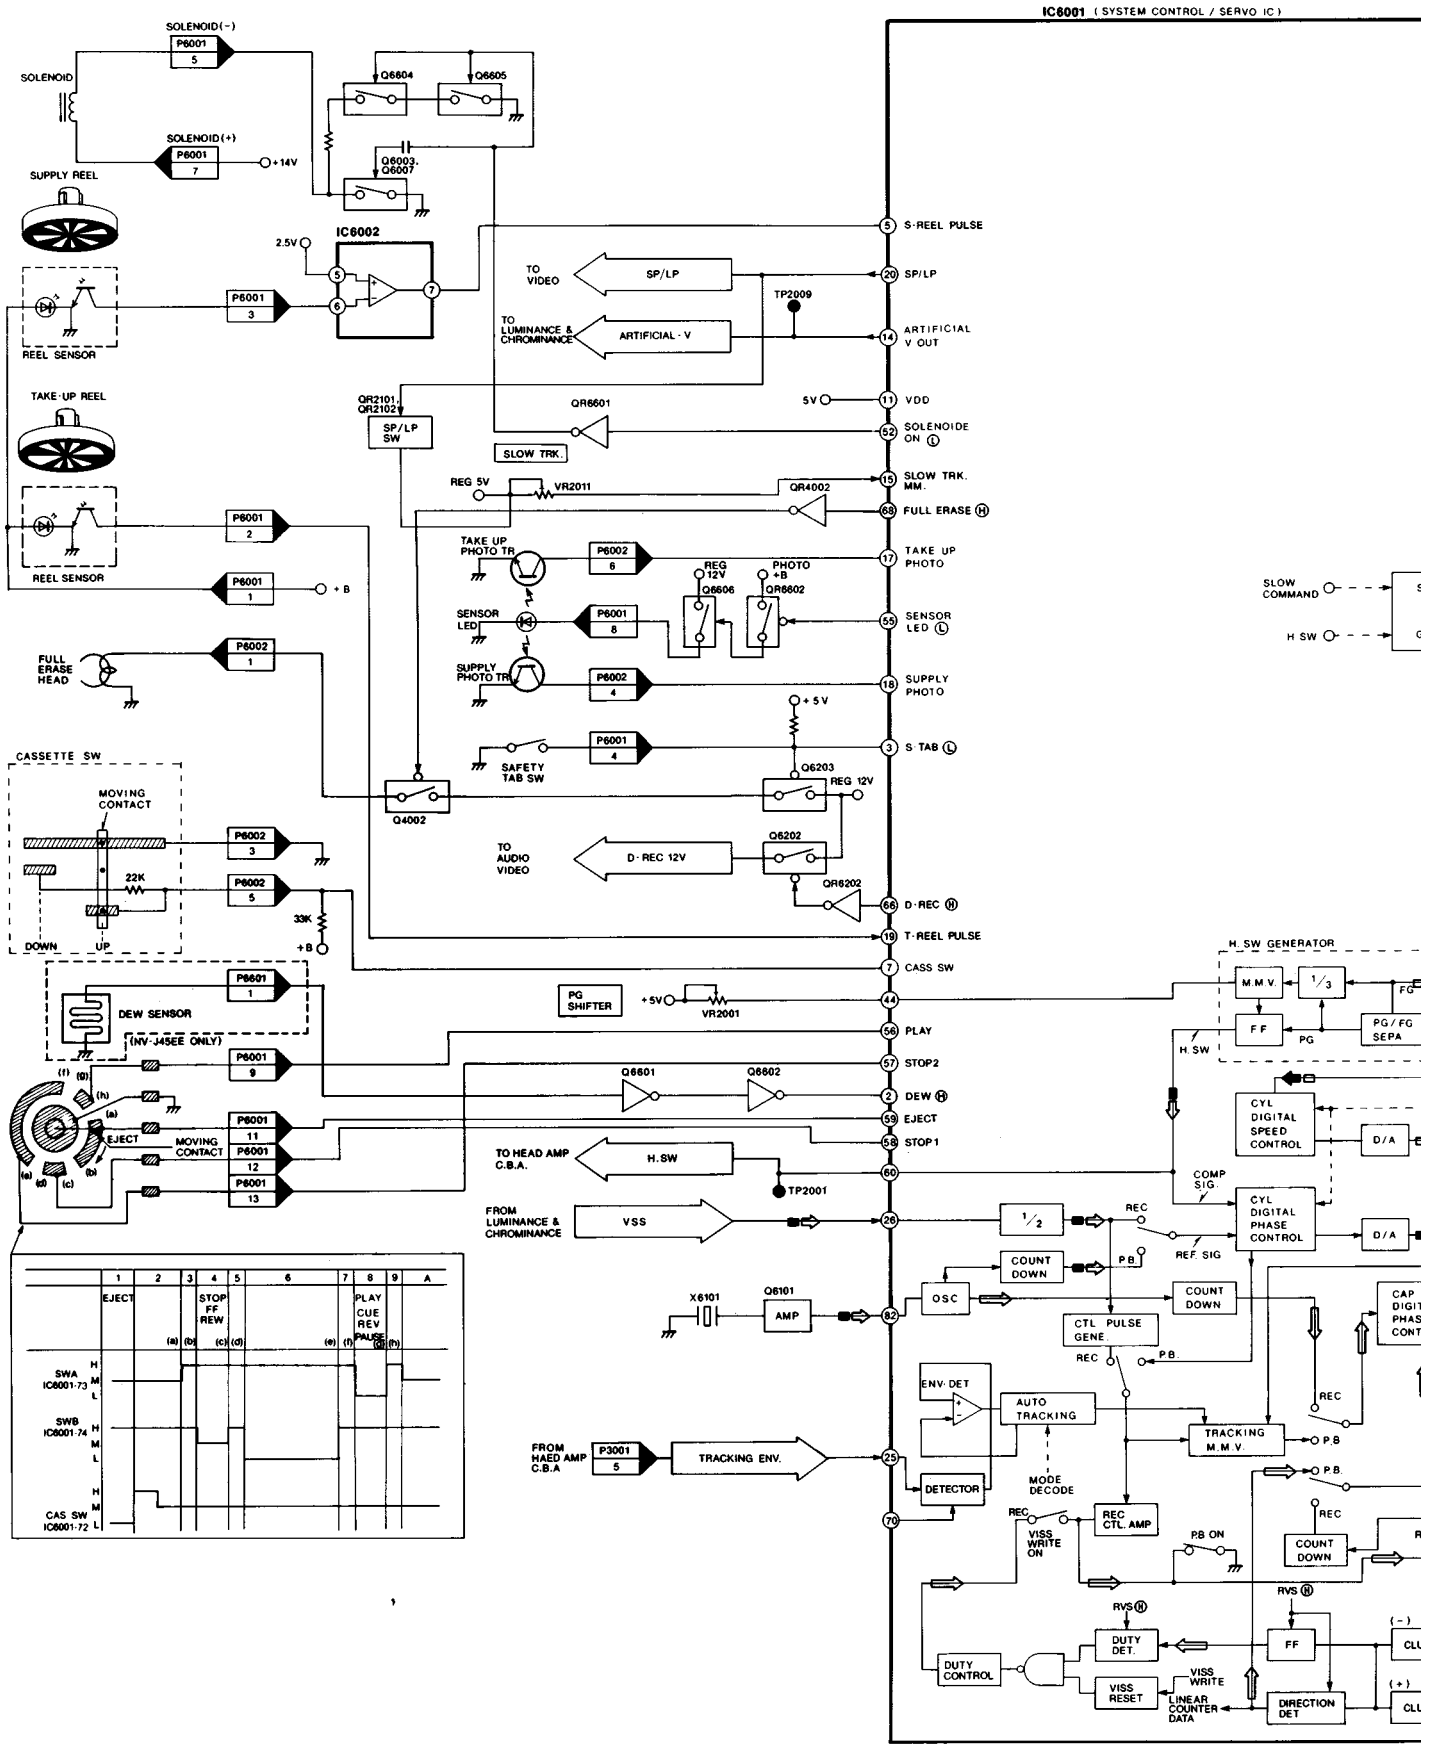 IC6001 (SYSTEM CONTROL / SERVO IC)
SOLENOID(-)
P6001
5
SOLENOID
Q6604
Q6605
SOLENOID(+)
P6001
7
+14V
Q6003,
Q6007
SUPPLY REEL
IC6002
2.5V
5
+
6
-
7
5
S-REEL PULSE
TO
VIDEO
SP/LP
20
SP/LP
TP2009
P6001
3
REEL SENSOR
TO
LUMINANCE &
CHROMINANCE
ARTIFICIAL - V
14
ARTIFICIAL
V OUT
TAKE-UP REEL
QR2101,
QR2102
SP/LP
SW
QR6601
5V
11
VDD
52
SOLENOIDE
ON L
SLOW TRK.
REG 5V
VR2011
15
SLOW TRK.
MM.
QR4002
68
FULL ERASE H
P6001
2
REEL SENSOR
TAKE UP
PHOTO TR
P6002
6
17
TAKE UP
PHOTO
REG
12V
Q6606
PHOTO
+B
QR6602
P6001
1
+ B
SENSOR
LED
P6001
8
55
SENSOR
LED L
SLOW
COMMAND
S
H SW
G
FULL
ERASE
HEAD
P6002
1
SUPPLY
PHOTO TR
P6002
4
18
SUPPLY
PHOTO
+ 5V
SAFETY
TAB SW
P6001
4
3
S-TAB L
CASSETTE SW
MOVING
CONTACT
Q4002
Q6203
REG 12V
P6002
3
22K
P6002
5
33K
+B
DOWN
UP
TO
AUDIO
VIDEO
D-REC 12V
Q6202
QR6202
66
D-REC H
19
T-REEL PULSE
7
CASS SW
H. SW GENERATOR
M.M.V.
1/3
FG
FF
PG
PG/FG
SEPA
H.SW
P6601
1
DEW SENSOR
(NV-J45EE ONLY)
PG
SHIFTER
+5V
VR2001
44
56
PLAY
P6001
9
57
STOP2
Q6601
Q6602
2
DEW H
(f)
(g)
(h)
(a)
EJECT
(b)
(c)
(d)
(e)
MOVING
CONTACT
P6001
11
P6001
12
P6001
13
59
EJECT
58
STOP1
TO HEAD AMP
C.B.A.
H.SW
60
TP2001
CYL
DIGITAL
SPEED
CONTROL
D/A
COMP
SIG.
FROM
LUMINANCE &
CHROMINANCE
VSS
26
1/2
REC
P.B.
REF. SIG
CYL
DIGITAL
PHASE
CONTROL
D/A
COUNT
DOWN
X6101
Q6101
AMP
82
OSC
COUNT
DOWN
CAP
DIGIT
PHAS
CONT
CTL PULSE
GENE.
REC
P.B.
1 2 3 4 5 6 7 8 9 A
EJECT
STOP
FF
REW
PLAY
CUE
REV
PAUSE
(a) (b) (c) (d) (e) (f) (g) (h)
SWA
IC6001-73
H
M
L
SWB
IC6001-74
H
M
L
CAS SW
IC6001-72
H
M
L
ENV-DET
+
-
AUTO
TRACKING
TRACKING
M.M.V.
REC
P.B
FROM
HAED AMP
C.B.A
P3001
5
TRACKING ENV.
25
DETECTOR
MODE
DECODE
P.B.
REC
70
REC
VISS
WRITE
ON
REC
CTL. AMP
P.B ON
COUNT
DOWN
R
RVS H
RVS H
DUTY
CONTROL
DUTY
DET.
FF
(-)
CLU
VISS
RESET
VISS
WRITE
LINEAR
COUNTER
DATA
DIRECTION
DET
(+)
CLU